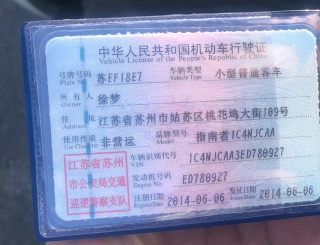 中华人民共和国机动车行驶证
Vehicle License of the People's Republic of China
号牌号码 苏EF18E7 车辆类型 小型普通客车
Plate No. Vehicle Type
所有人 徐梦
Owner
住址 江苏省苏州市姑苏区桃花坞大街189号
使用性质 非营运 品牌型号 指南者1C4NJCAA
Use Character Model
江苏省苏州
市公安局交通
巡逻警察支队
车辆识别代号 1C4NJCAA3ED780927
VIN
发动机号码 ED780927
Engine No.
注册日期 2014-06-06 发证日期 2014-06-06
Issue Date